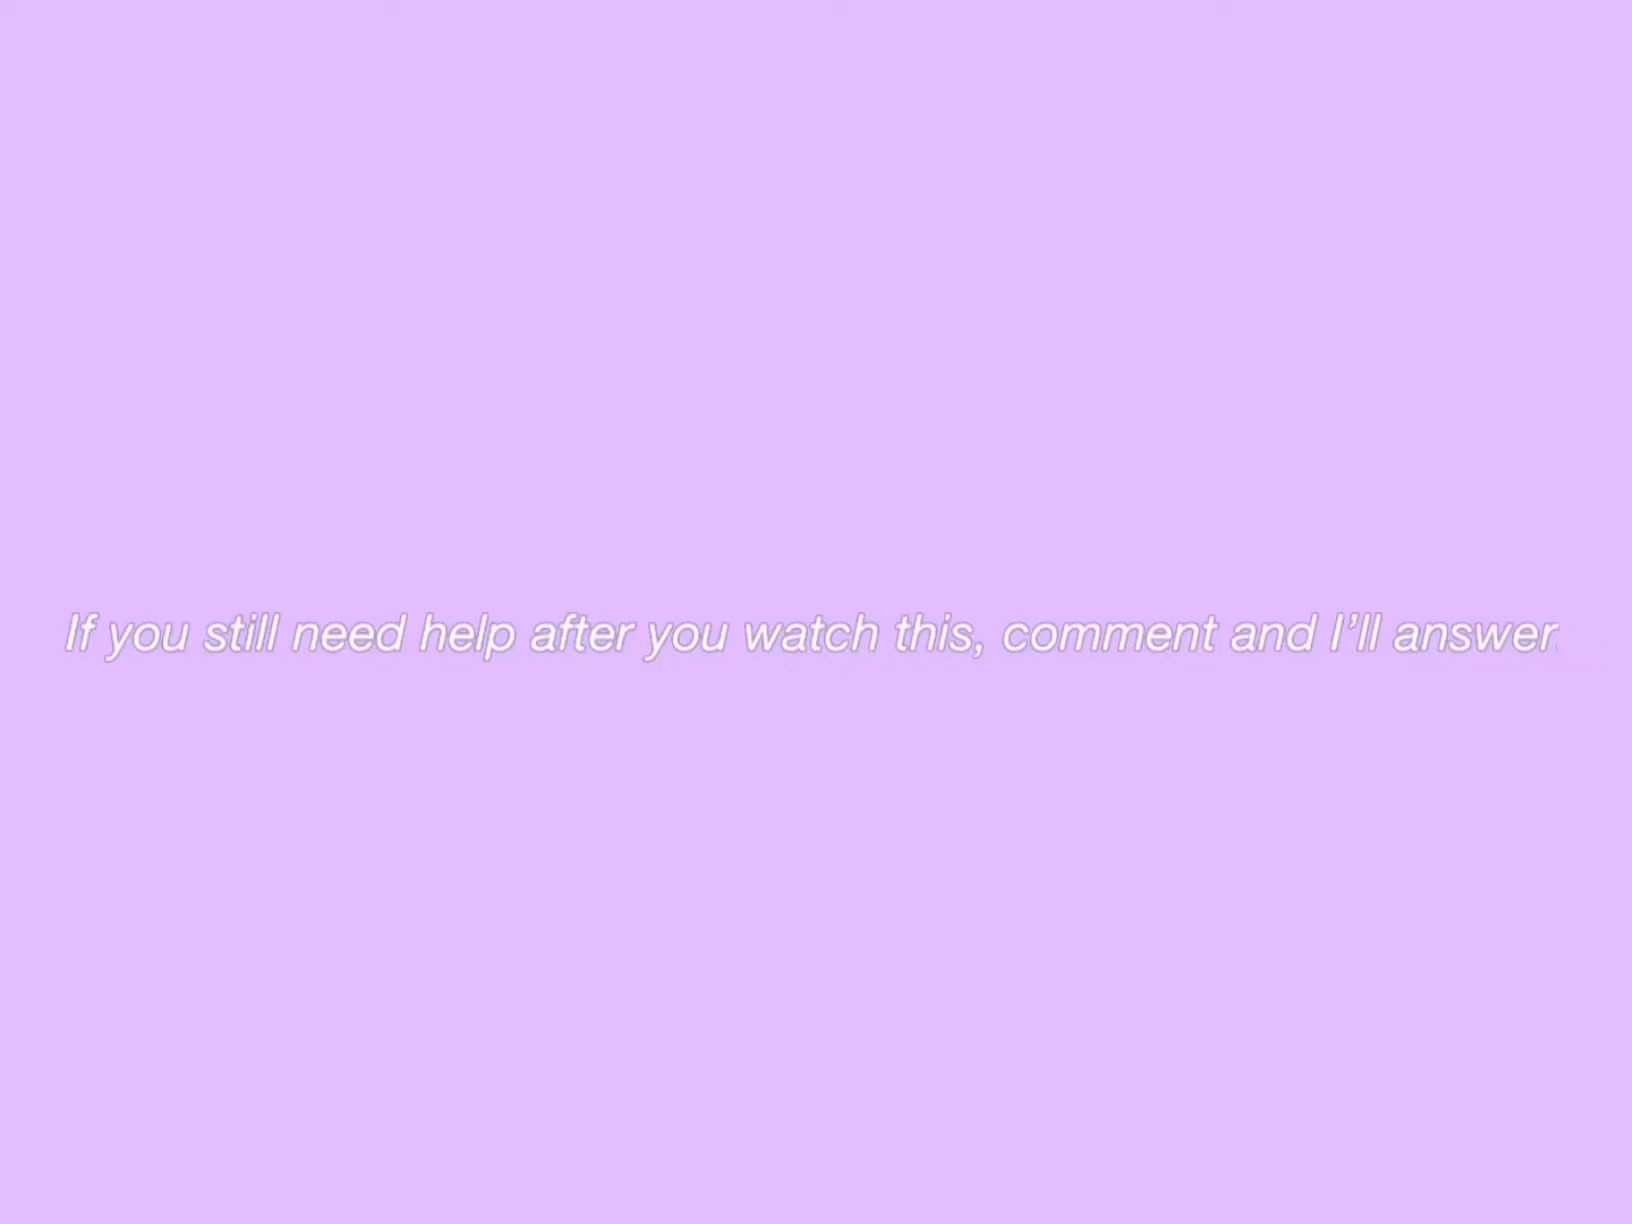 If you still need help after you watch this, comment and I’ll answer